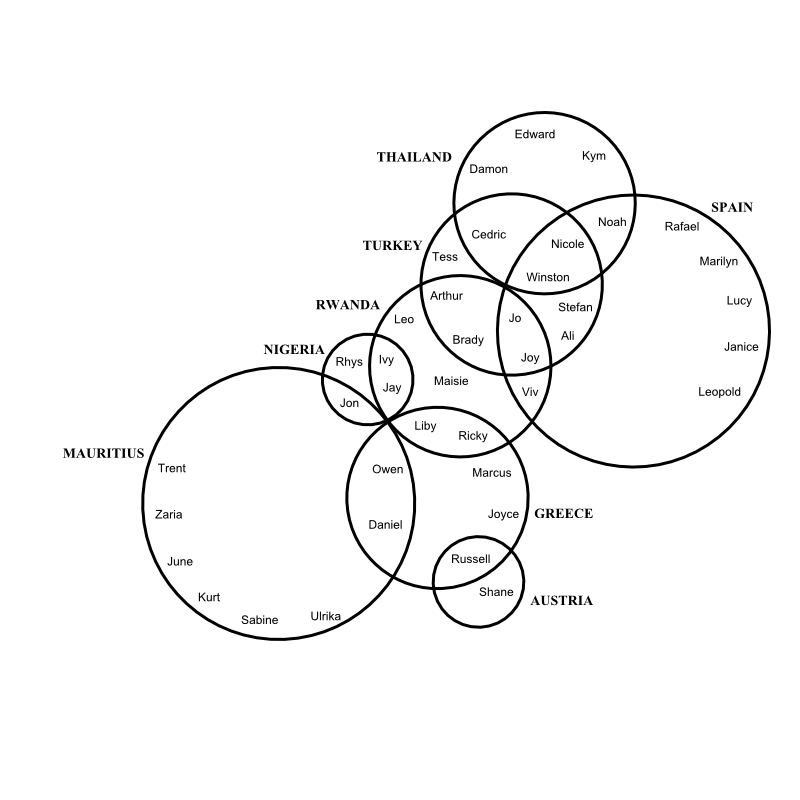 Edward
THAILAND
Kym
Damon
SPAIN
Noah
Rafael
Cedric
Nicole
TURKEY
Tess
Marilyn
Winston
Arthur
Lucy
RWANDA
Stefan
Leo
Jo
Ali
Brady
Janice
NIGERIA
Rhys
Ivy
Joy
Maisie
Jay
Viv
Leopold
Jon
Liby
Ricky
MAURITIUS
Trent
Owen
Marcus
Zaria
Joyce
GREECE
Daniel
June
Russell
Shane
Kurt
AUSTRIA
Sabine
Ulrika